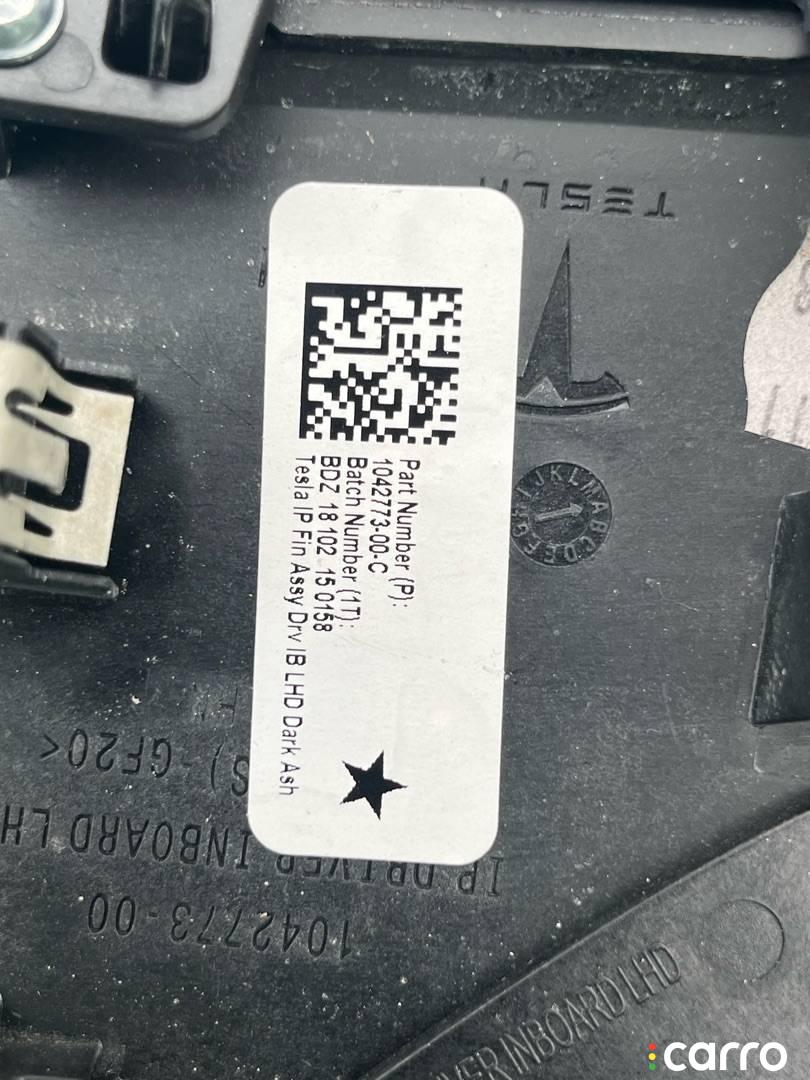 TESLA
Part Number (P):
1042773-00-C
Batch Number (1T):
BDZ 18 102 15 0158
Tesla IP Fin Assy Drv IB LHD Dark Ash
S) - GF20<
IP DRIVER INBOARD LH
1042773-00
INBOARD LHD
carro